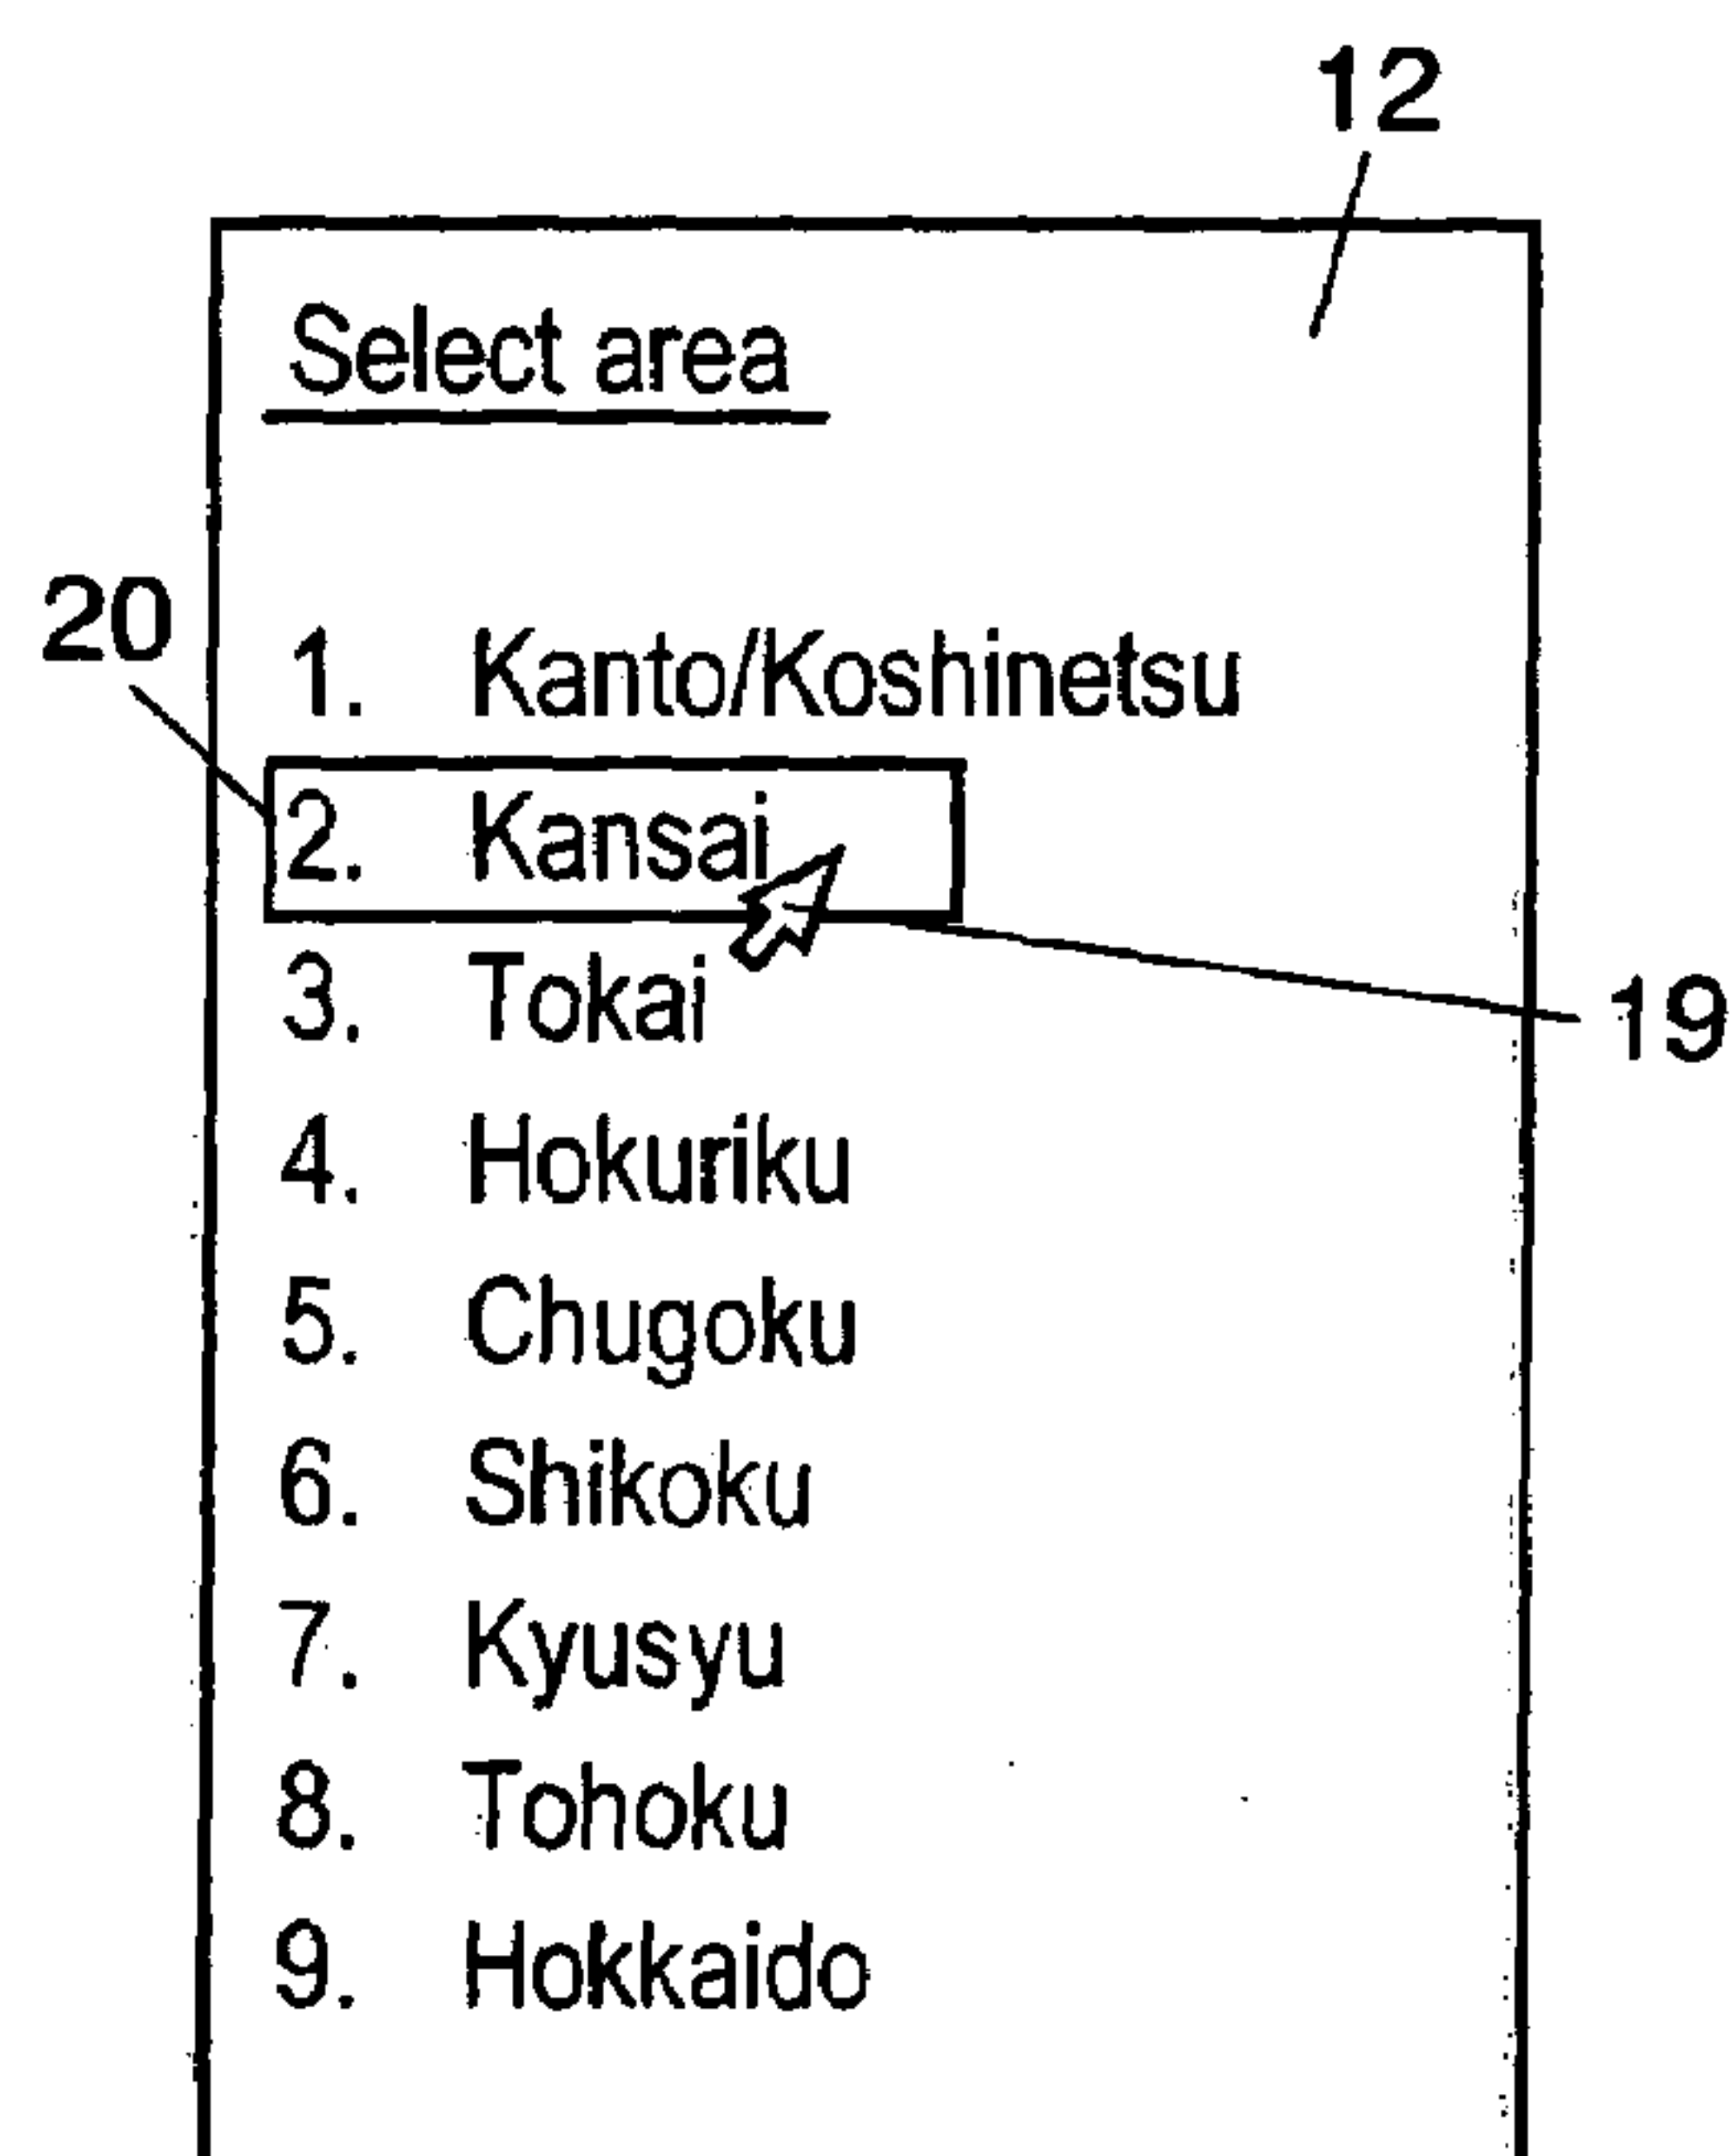 12
Select area
20
1. Kanto/Koshinetsu
2. Kansai
3. Tokai
19
4. Hokuriku
5. Chugoku
6. Shikoku
7. Kyusyu
8. Tohoku
9. Hokkaido